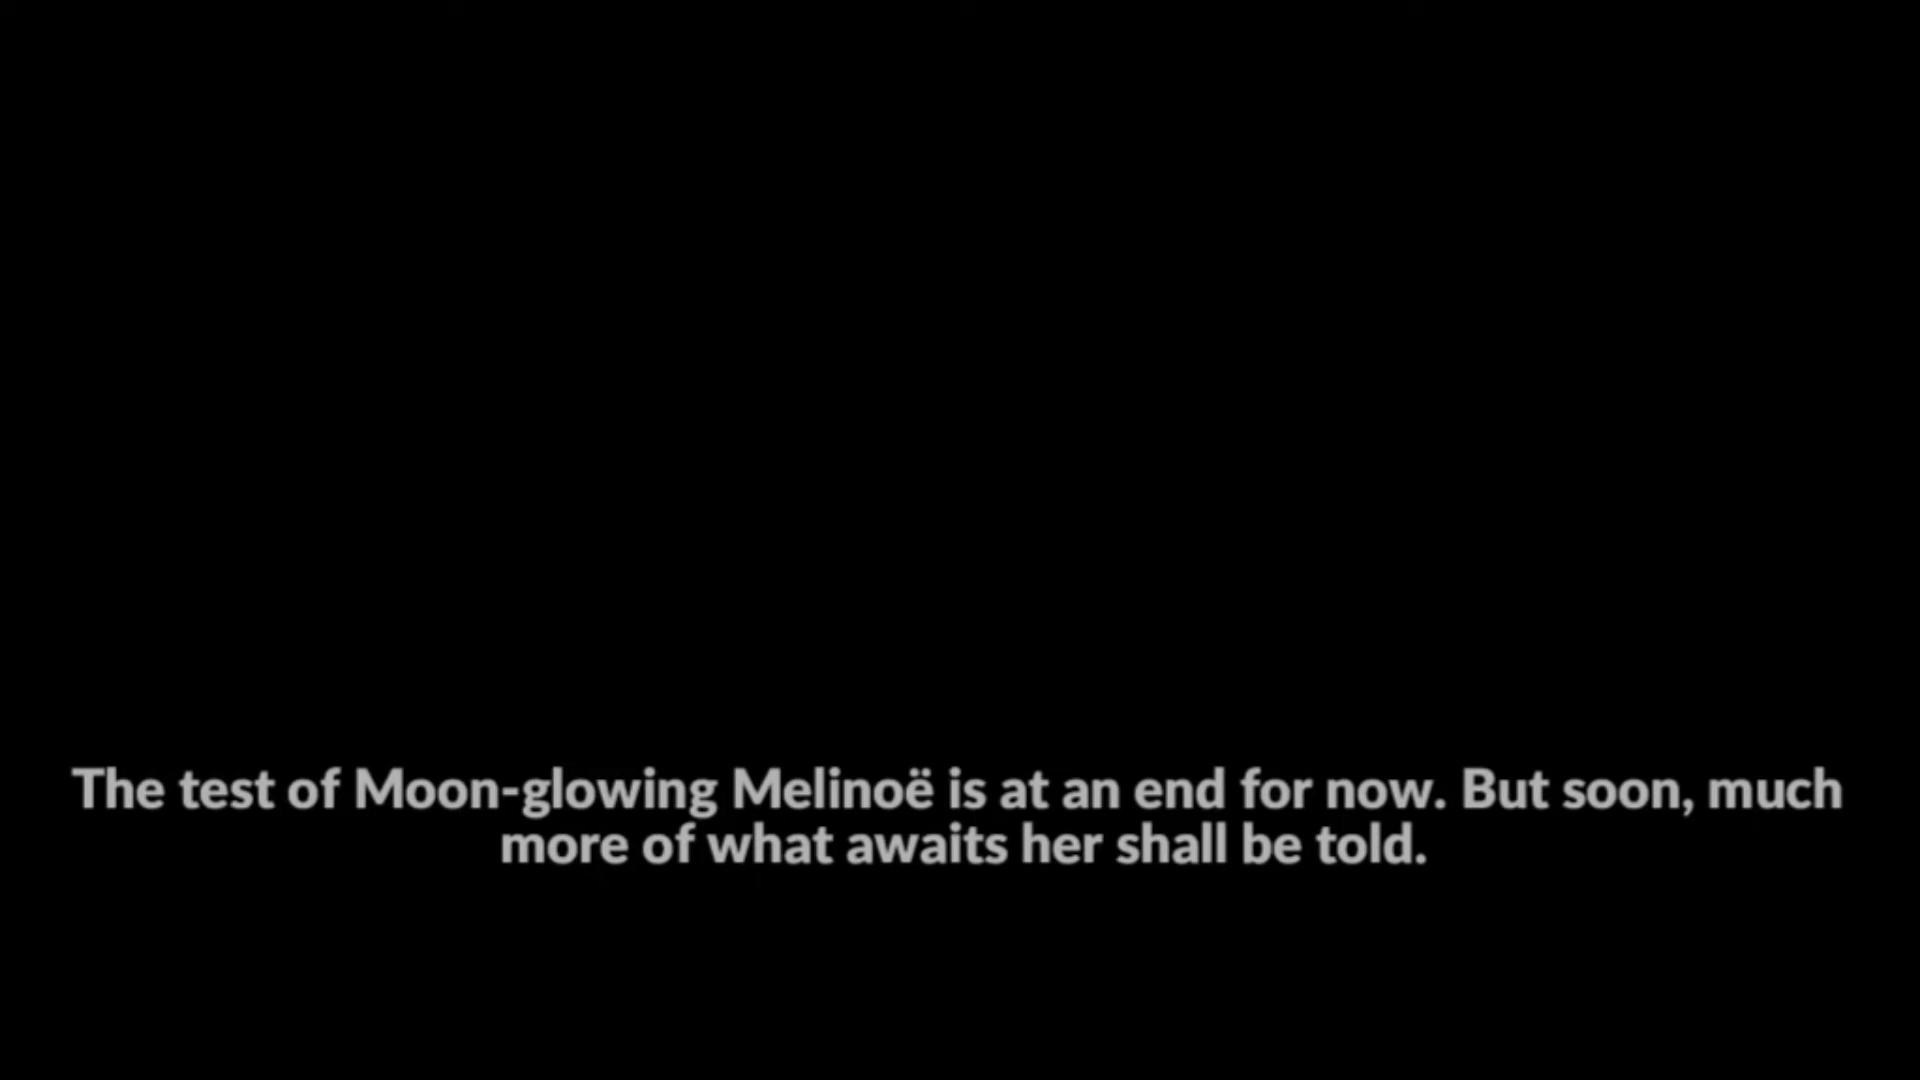 The test of Moon-glowing Melinoë is at an end for now. But soon, much
more of what awaits her shall be told.